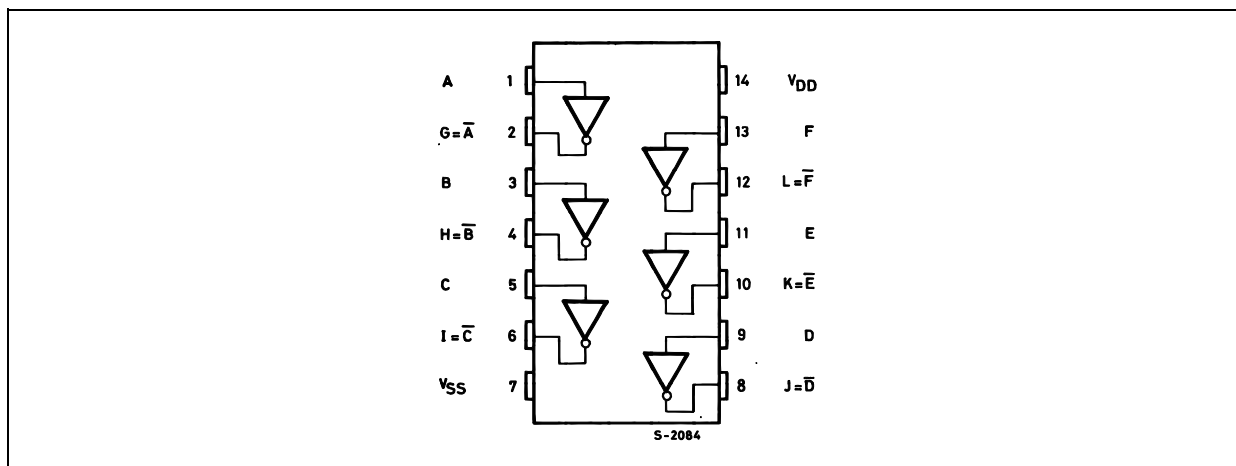 A 1 14 VDD
G=A̅ 2 13 F
B 3 12 L=F̅
H=B̅ 4 11 E
C 5 10 K=E̅
I=C̅ 6 9 D
VSS 7 8 J=D̅
S-2084